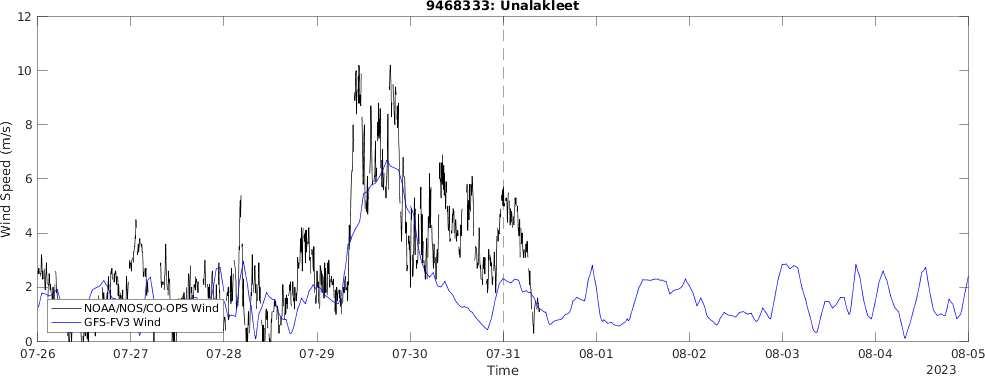 9468333: Unalakleet
12
10
8
6
4
2
0
Wind Speed (m/s)
NOAA/NOS/CO-OPS Wind
GFS-FV3 Wind
07-26 07-27 07-28 07-29 07-30 07-31 08-01 08-02 08-03 08-04 08-05
Time
2023